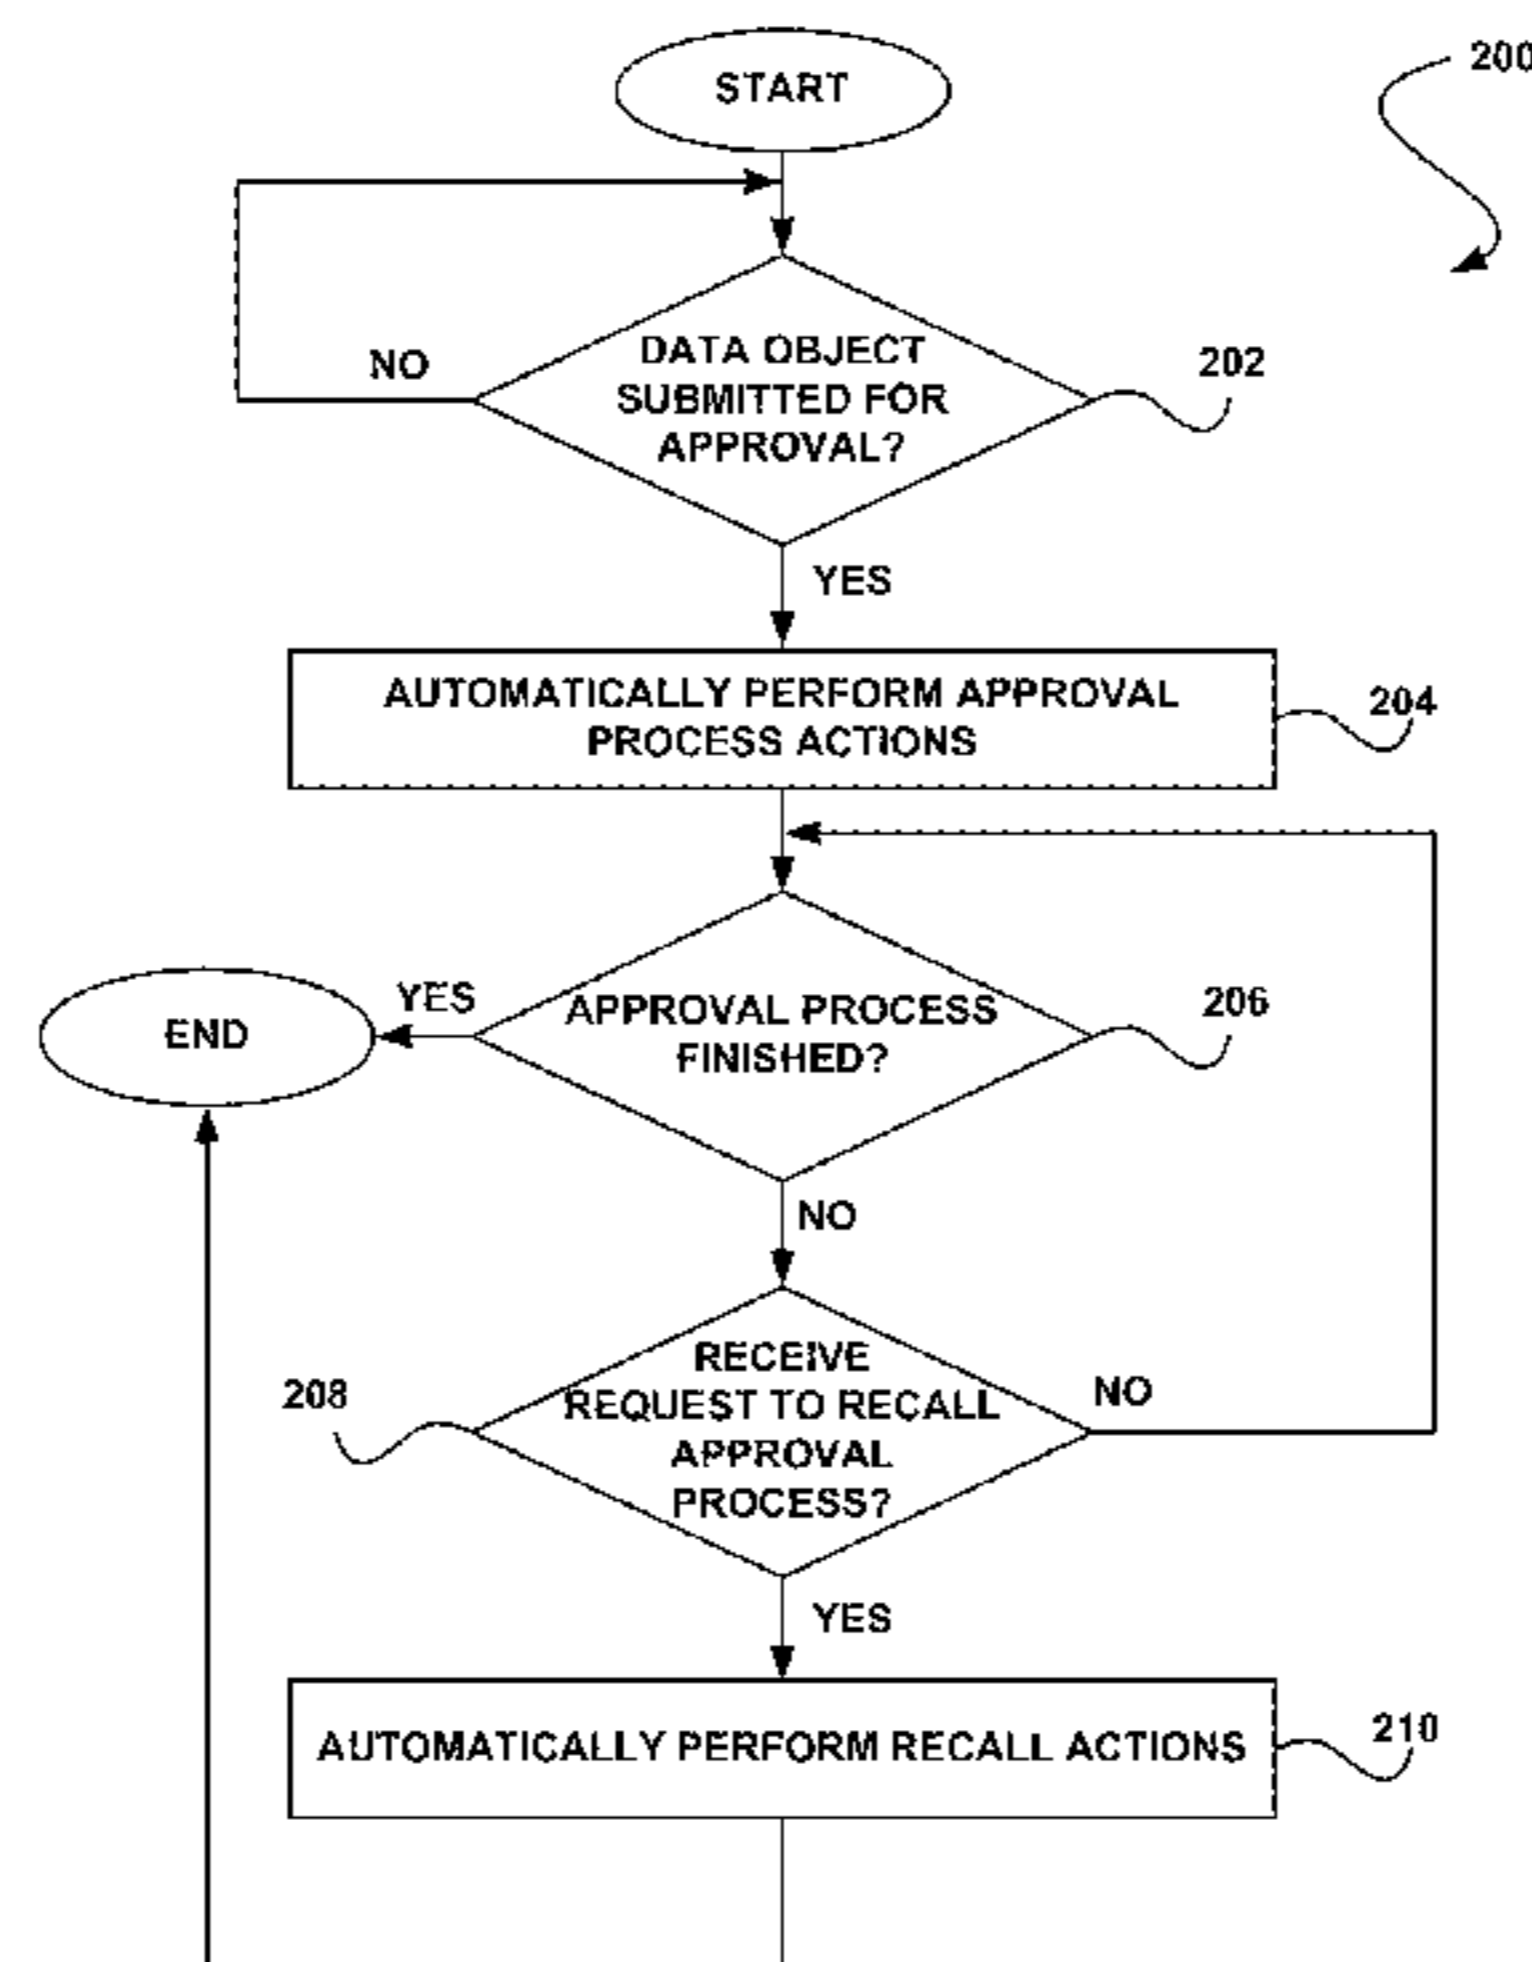 START
200
DATA OBJECT
SUBMITTED FOR
APPROVAL?
NO
202
YES
AUTOMATICALLY PERFORM APPROVAL
PROCESS ACTIONS
204
END
YES
APPROVAL PROCESS
FINISHED?
206
NO
208
RECEIVE
REQUEST TO RECALL
APPROVAL
PROCESS?
NO
YES
AUTOMATICALLY PERFORM RECALL ACTIONS
210